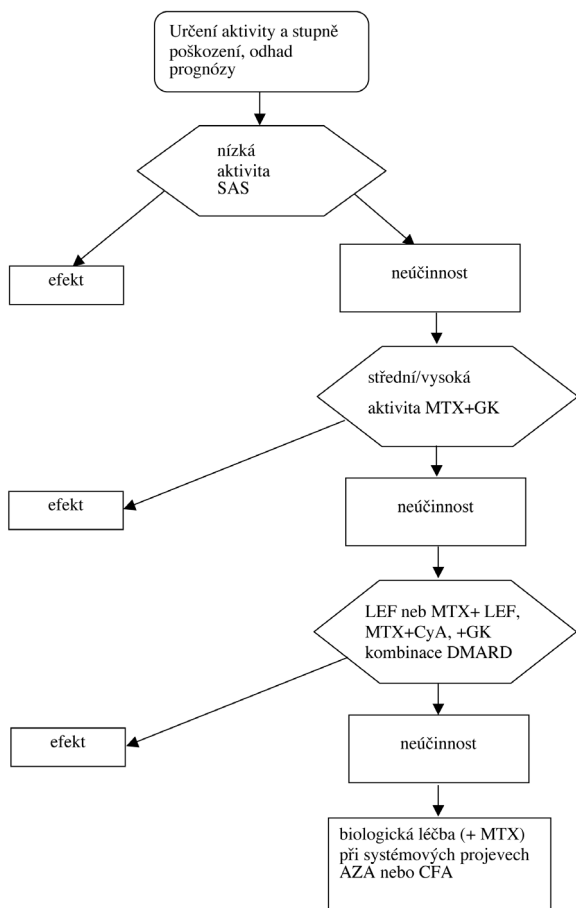 Určení aktivity a stupně
poškození, odhad
prognózy
nízká
aktivita
SAS
efekt
neúčinnost
střední/vysoká
aktivita MTX+GK
efekt
neúčinnost
LEF neb MTX+ LEF,
MTX+CyA, +GK
kombinace DMARD
efekt
neúčinnost
biologická léčba (+ MTX)
při systémových projevech
AZA nebo CFA